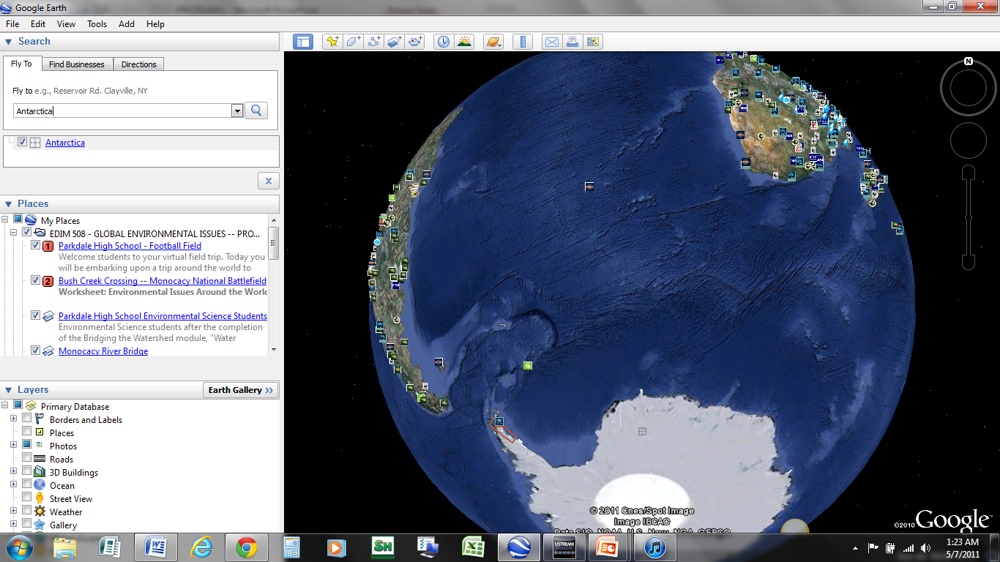 Google Earth
File Edit View Tools Add Help
Search
Fly To Find Businesses Directions
Fly to e.g., Reservoir Rd. Clayville, NY
Antarctica
Antarctica
Places
My Places
EDIM 508 - GLOBAL ENVIRONMENTAL ISSUES -- PRO...
1 Parkdale High School - Football Field
Welcome students to your virtual field trip. Today you
will be embarking upon a trip around the world to
2 Bush Creek Crossing -- Monocacy National Battlefield
Worksheet: Environmental Issues Around the World
Parkdale High School Environmental Science Students
Environmental Science students after the completion
of the Bridging the Watershed module, "Water
Monocacy River Bridge
Layers Earth Gallery >>
Primary Database
Borders and Labels
Places
Photos
Roads
3D Buildings
Ocean
Street View
Weather
Gallery
N
© 2011 Cnes/Spot Image
Image IBCAO
Data SIO, NOAA, U.S. Navy, NGA, GEBCO
©2010 Google
SH
USTREAM
PRODUCER
1:23 AM
5/7/2011